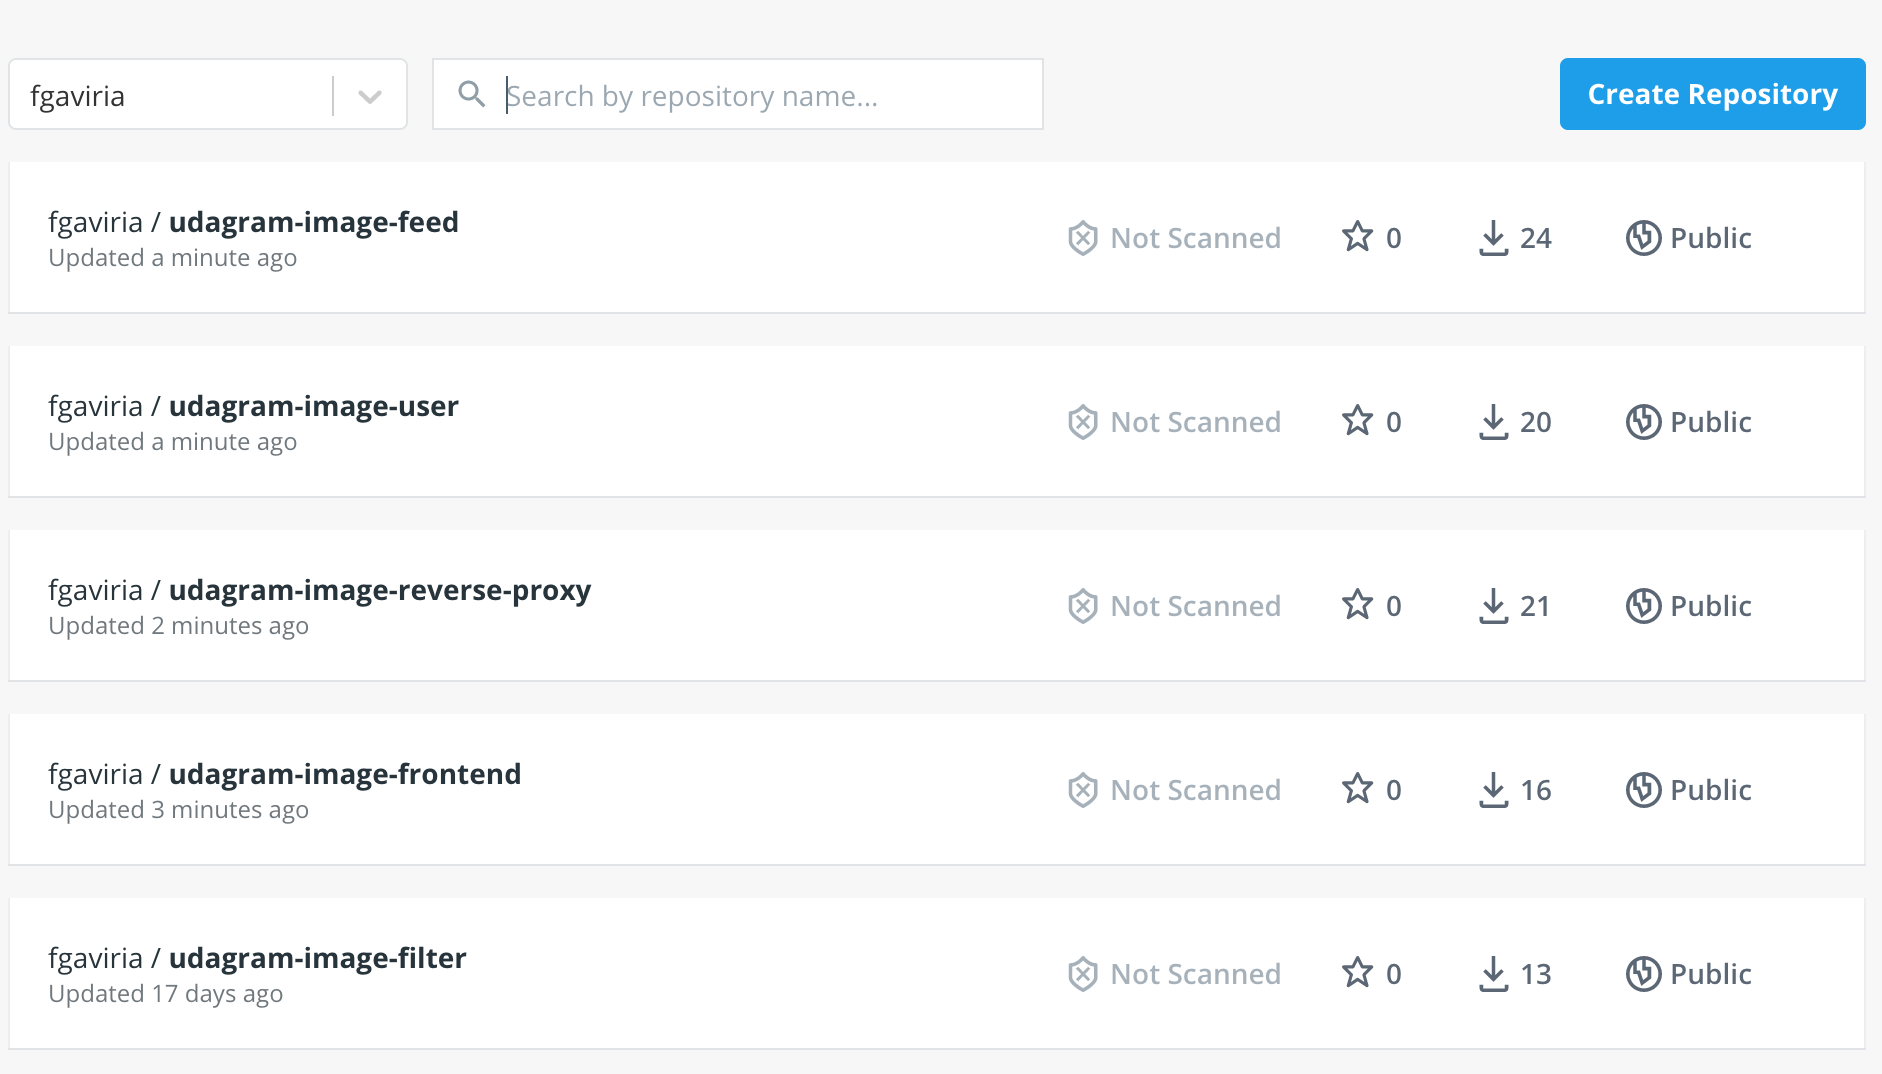 fgaviria
Search by repository name...
Create Repository
fgaviria / udagram-image-feed
Updated a minute ago
Not Scanned 0 24 Public
fgaviria / udagram-image-user
Updated a minute ago
Not Scanned 0 20 Public
fgaviria / udagram-image-reverse-proxy
Updated 2 minutes ago
Not Scanned 0 21 Public
fgaviria / udagram-image-frontend
Updated 3 minutes ago
Not Scanned 0 16 Public
fgaviria / udagram-image-filter
Updated 17 days ago
Not Scanned 0 13 Public